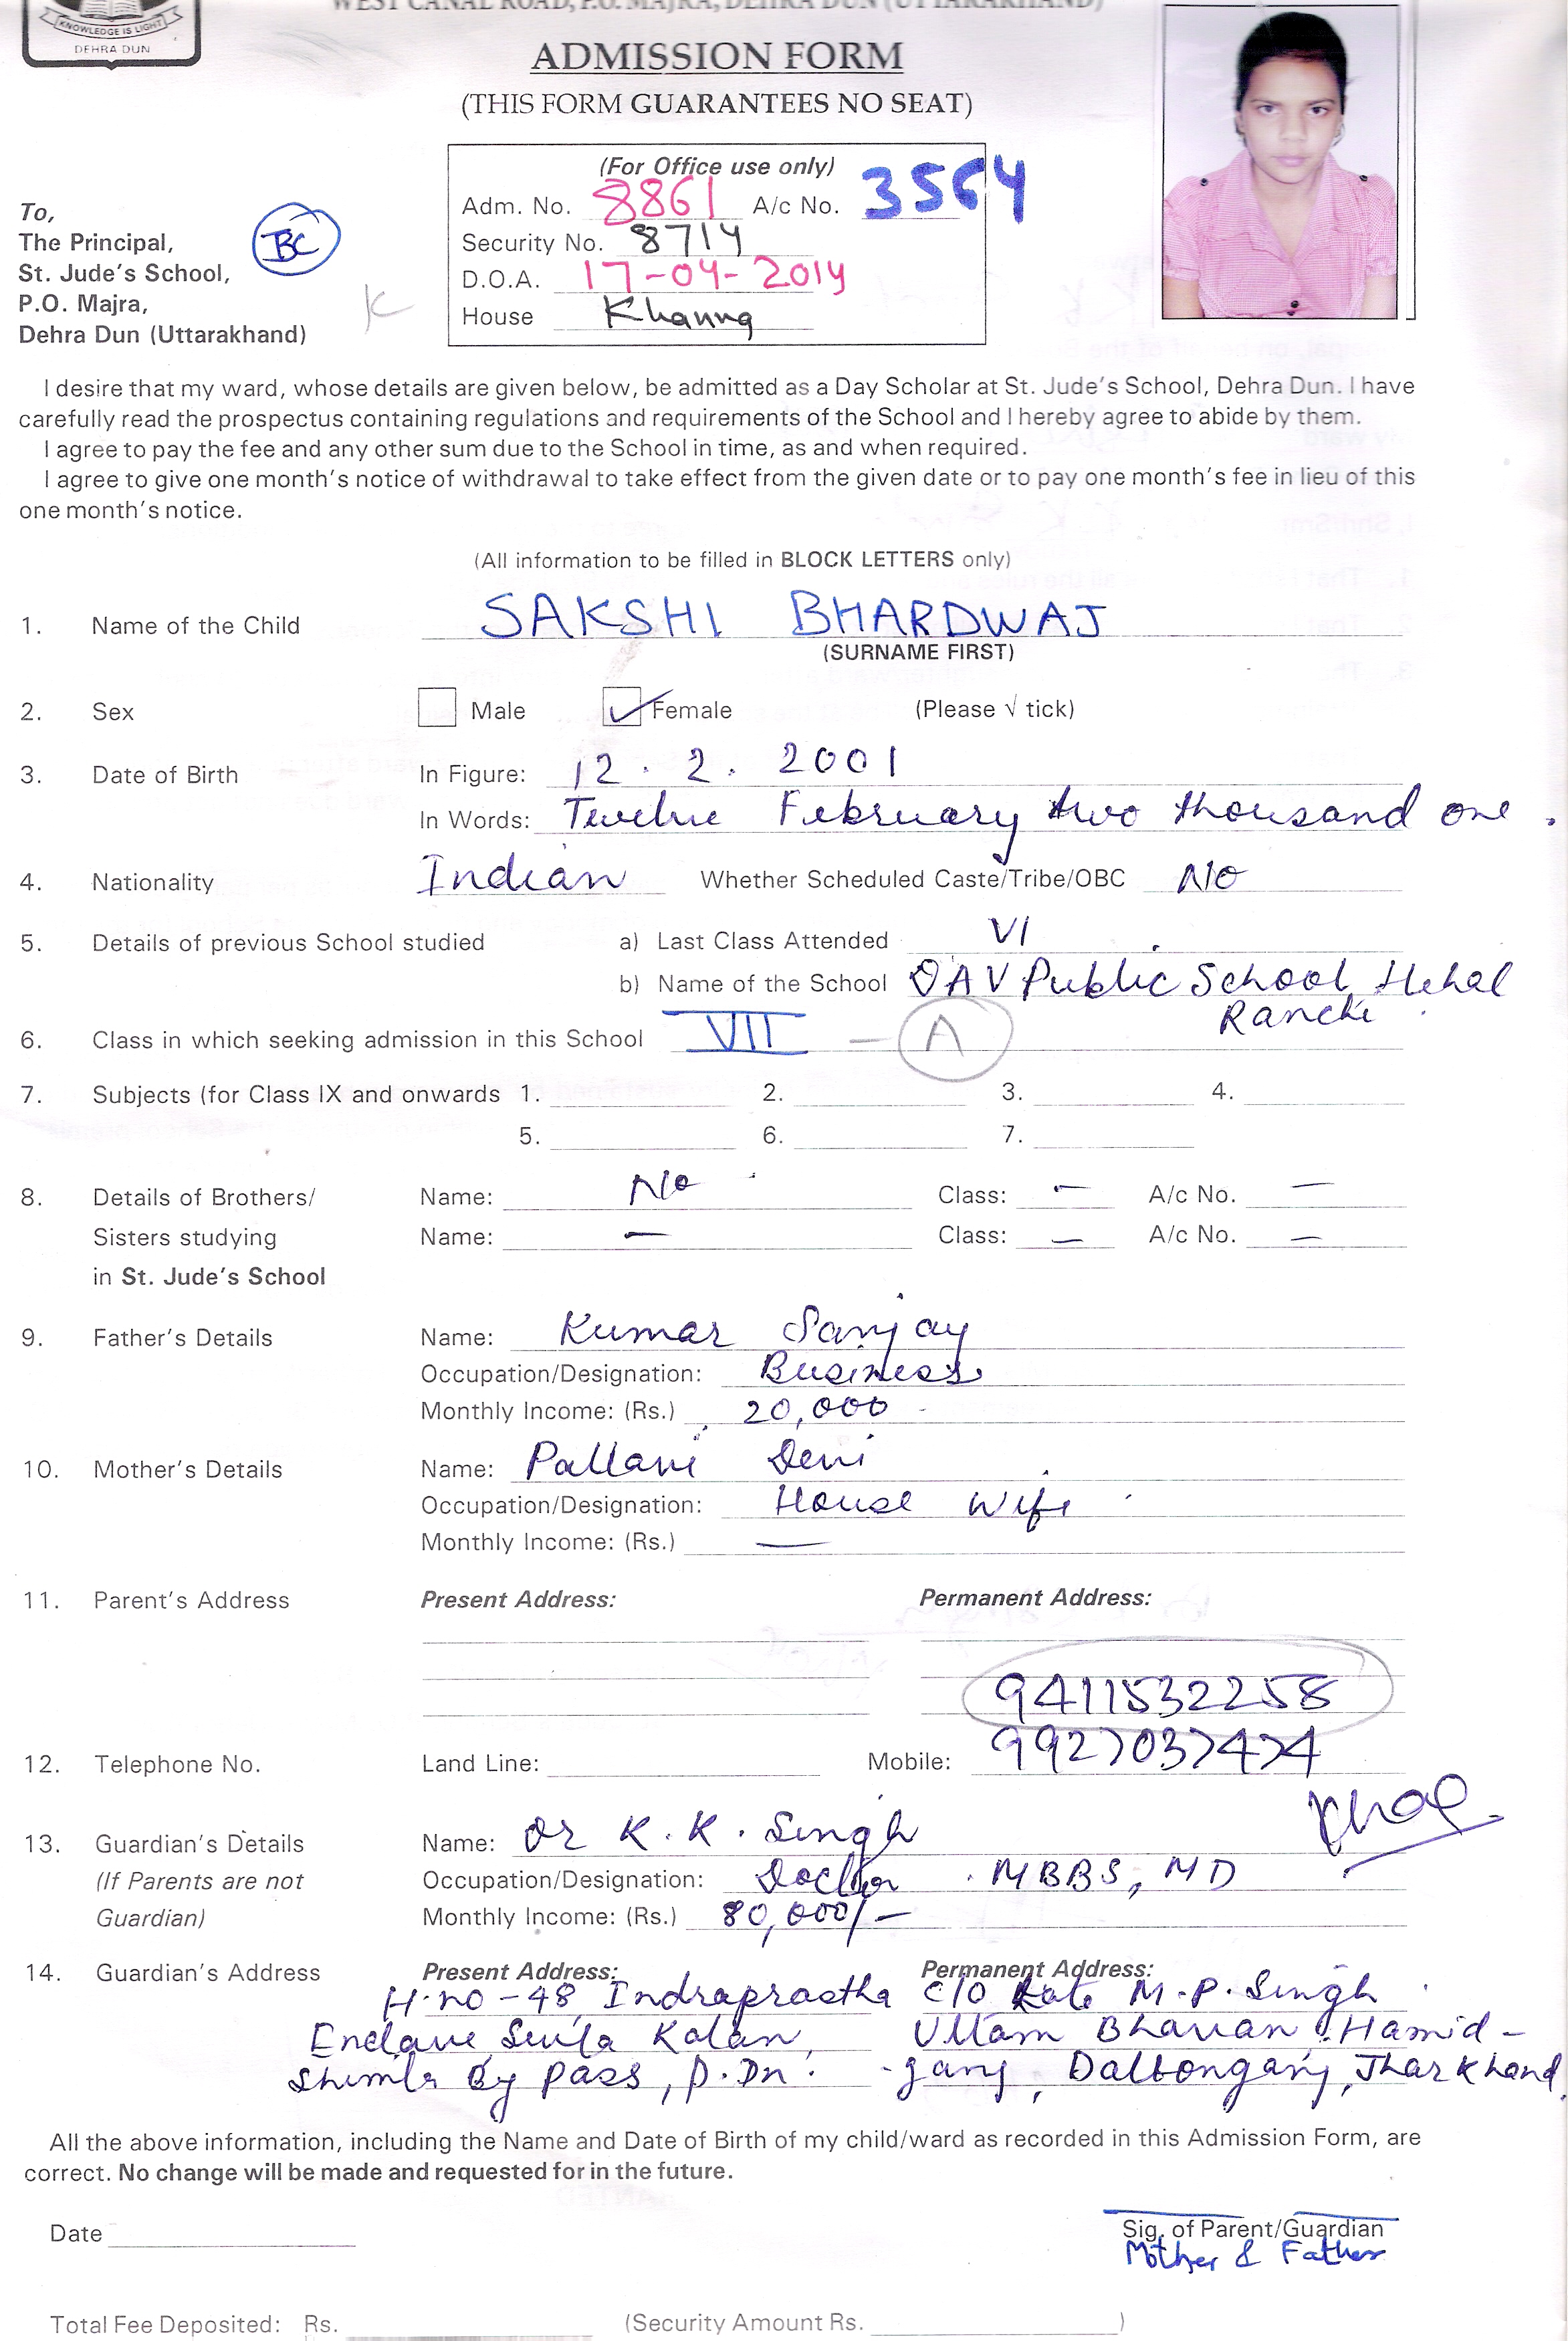 WEST CANAL ROAD, P.O. MAJRA, DEHRA DUN (UTTARAKHAND)
KNOWLEDGE IS LIGHT
DEHRA DUN
ADMISSION FORM
(THIS FORM GUARANTEES NO SEAT)
(For Office use only)
Adm. No. 8861 A/c No. 3564
Security No. 8714
D.O.A. 17-04-2014
House Khanna
To,
The Principal,
St. Jude's School,
P.O. Majra,
Dehra Dun (Uttarakhand)
BC
K
I desire that my ward, whose details are given below, be admitted as a Day Scholar at St. Jude's School, Dehra Dun. I have
carefully read the prospectus containing regulations and requirements of the School and I hereby agree to abide by them.
I agree to pay the fee and any other sum due to the School in time, as and when required.
I agree to give one month's notice of withdrawal to take effect from the given date or to pay one month's fee in lieu of this
one month's notice.
(All information to be filled in BLOCK LETTERS only)
1. Name of the Child SAKSHI BHARDWAJ
(SURNAME FIRST)
2. Sex Male ✓ Female (Please √ tick)
3. Date of Birth In Figure: 12. 2. 2001
In Words: Twelve February two thousand one.
4. Nationality Indian Whether Scheduled Caste/Tribe/OBC No
5. Details of previous School studied a) Last Class Attended VI
b) Name of the School DAV Public School, Hehal
Ranchi
6. Class in which seeking admission in this School VII - A
7. Subjects (for Class IX and onwards 1. 2. 3. 4.
5. 6. 7.
8. Details of Brothers/ Name: No Class: — A/c No. —
Sisters studying Name: — Class: — A/c No. —
in St. Jude's School
9. Father's Details Name: Kumar Sanjay
Occupation/Designation: Business
Monthly Income: (Rs.) 20,000
10. Mother's Details Name: Pallavi Devi
Occupation/Designation: House Wife
Monthly Income: (Rs.) —
11. Parent's Address Present Address: Permanent Address:
9411532258
12. Telephone No. Land Line: Mobile: 9927037474
13. Guardian's Details Name: Dr K. K. Singh
(If Parents are not Occupation/Designation: Doctor. MBBS, MD
Guardian) Monthly Income: (Rs.) 80,000/-
14. Guardian's Address Present Address: Permanent Address:
H.no-48, Indraprastha C/O Late M.P. Singh
Enclave Sewla Kalan, Uttam Bhawan, Hamid-
Shimla By pass, D.Dn. -ganj, Daltonganj, Jharkhand.
All the above information, including the Name and Date of Birth of my child/ward as recorded in this Admission Form, are
correct. No change will be made and requested for in the future.
Date Sig. of Parent/Guardian
Mother & Father
Total Fee Deposited: Rs. (Security Amount Rs. )